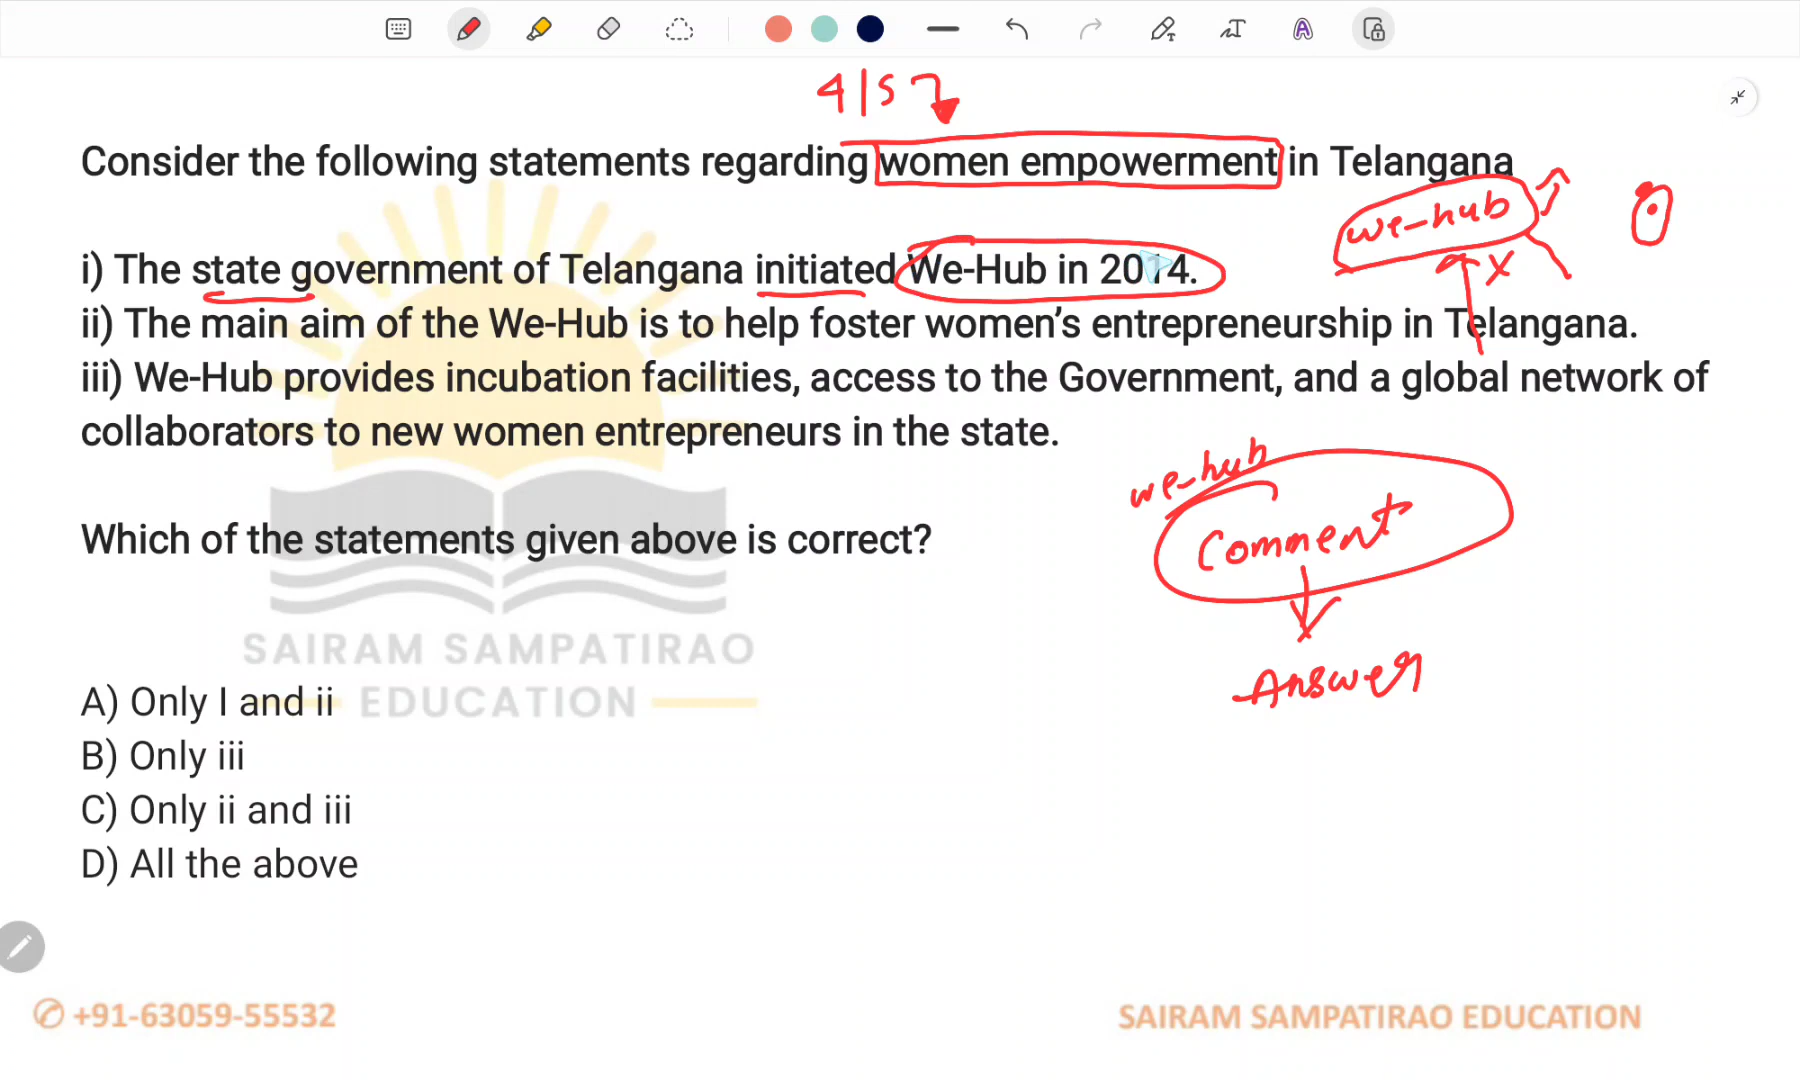 4|5
Consider the following statements regarding women empowerment in Telangana
we-hub
i) The state government of Telangana initiated We-Hub in 2014.
ii) The main aim of the We-Hub is to help foster women’s entrepreneurship in Telangana.
iii) We-Hub provides incubation facilities, access to the Government, and a global network of
collaborators to new women entrepreneurs in the state.
we-hub
Comment
Which of the statements given above is correct?
Answer
SAIRAM SAMPATIRAO
EDUCATION
A) Only I and ii
B) Only iii
C) Only ii and iii
D) All the above
+91-63059-55532
SAIRAM SAMPATIRAO EDUCATION